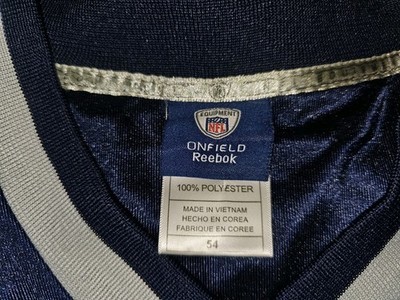 EQUIPMENT
NFL
ONFIELD
Reebok
100% POLYESTER
MADE IN VIETNAM
HECHO EN COREA
FABRIQUE EN COREE
54